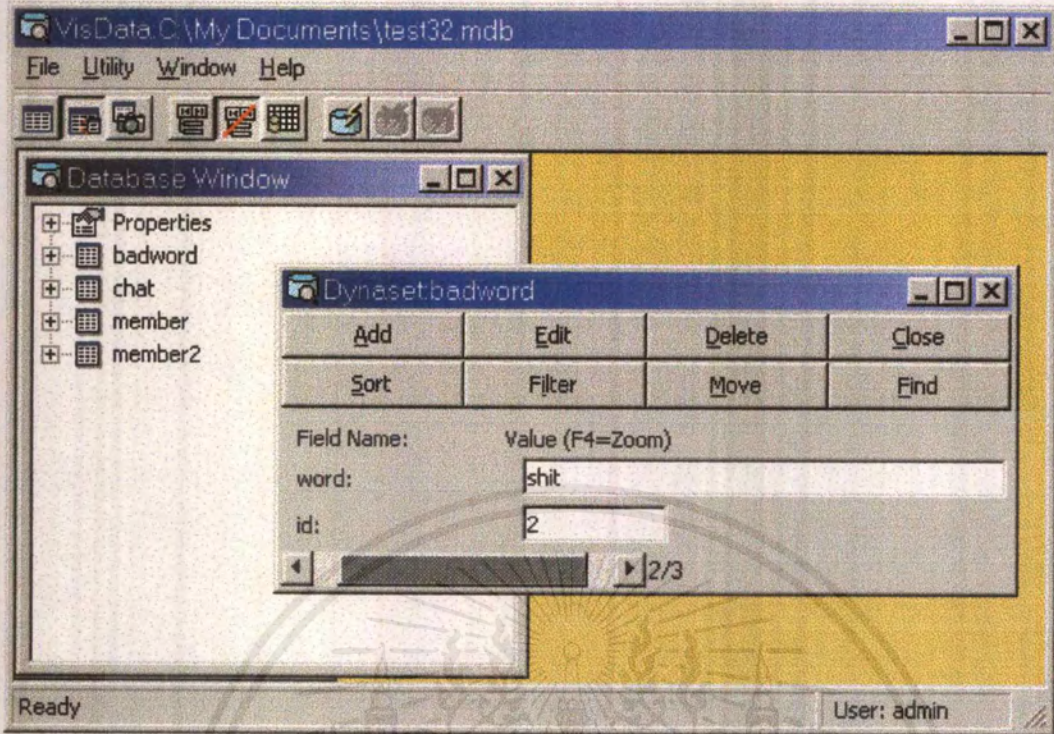 VisData:C:\My Documents\test32.mdb
File Utility Window Help
Database Window
Properties
badword
chat
member
member2
Dynaset:badword
Add Edit Delete Close
Sort Filter Move Find
Field Name: Value (F4=Zoom)
word: shit
id: 2
2/3
Ready User: admin